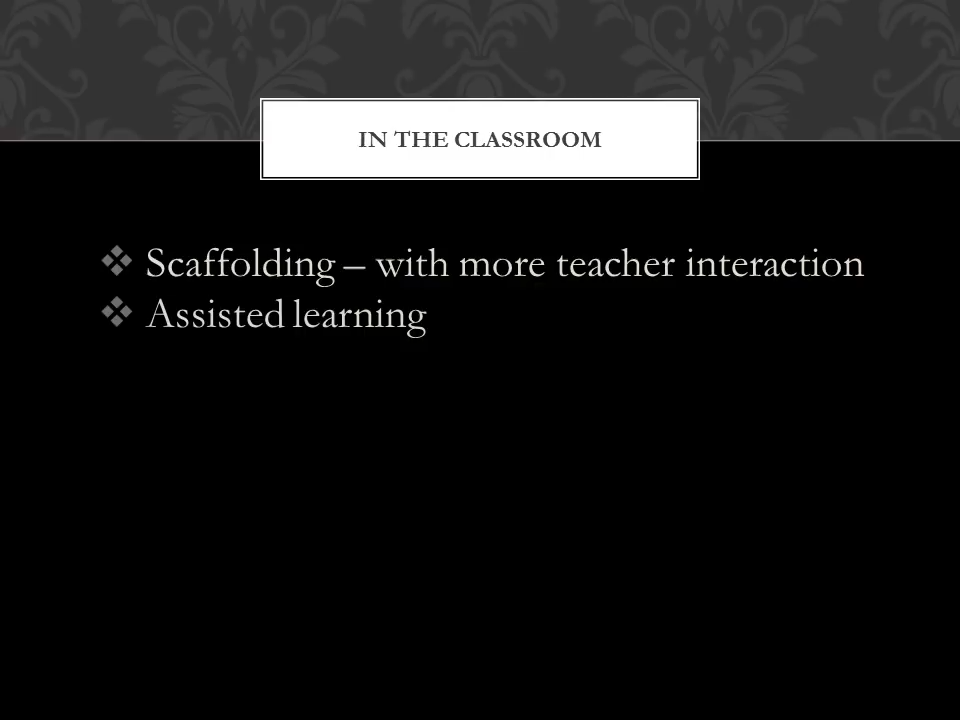 IN THE CLASSROOM
❖ Scaffolding – with more teacher interaction
❖ Assisted learning